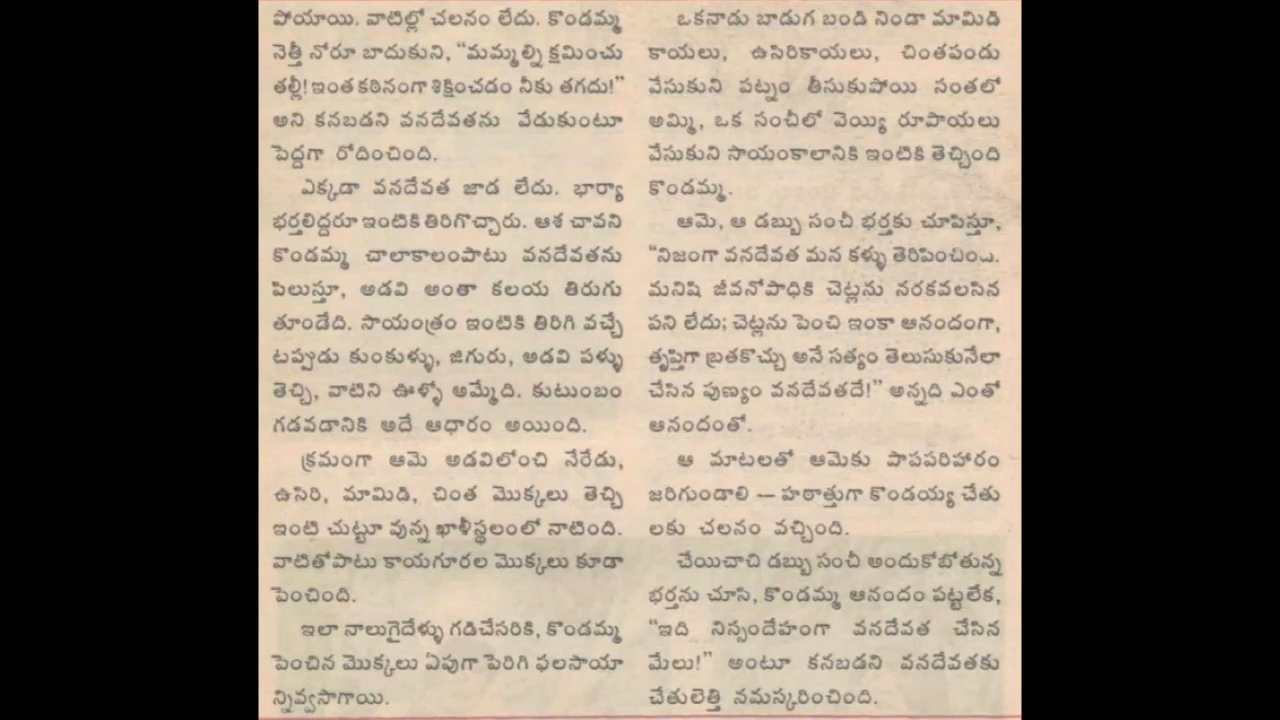 పోయాయి. వాటిల్లో చలనం లేదు. కొండమ్మ
నెత్తీ నోరూ బాదుకుని, “మమ్మల్ని క్షమించు
తల్లీ! ఇంత కఠినంగా శిక్షించడం నీకు తగదు!”
అని కనబడని వనదేవతను వేడుకుంటూ
పెద్దగా రోదించింది.
ఎక్కడా వనదేవత జాడ లేదు. భార్యా
భర్తలిద్దరూ ఇంటికి తిరిగొచ్చారు. ఆశ చావని
కొండమ్మ చాలాకాలంపాటు వనదేవతను
పిలుస్తూ, అడవి అంతా కలయ తిరుగు
తూండేది. సాయంత్రం ఇంటికి తిరిగి వచ్చే
టప్పుడు కుంకుళ్ళు, జిగురు, అడవి పళ్ళు
తెచ్చి, వాటిని ఊళ్ళో అమ్మేది. కుటుంబం
గడవడానికి అదే ఆధారం అయింది.
క్రమంగా ఆమె అడవిలోంచి నేరేడు,
ఉసిరి, మామిడి, చింత మొక్కలు తెచ్చి
ఇంటి చుట్టూ వున్న ఖాళీస్థలంలో నాటింది.
వాటితోపాటు కాయగూరల మొక్కలు కూడా
పెంచింది.
ఇలా నాలుగైదేళ్ళు గడిచేసరికి, కొండమ్మ
పెంచిన మొక్కలు ఏపుగా పెరిగి ఫలసాయా
న్నివ్వసాగాయి.
ఒకనాడు బాడుగ బండి నిండా మామిడి
కాయలు, ఉసిరికాయలు, చింతపండు
వేసుకుని పట్నం తీసుకుపోయి సంతలో
అమ్మి, ఒక సంచీలో వెయ్యి రూపాయలు
వేసుకుని సాయంకాలానికి ఇంటికి తెచ్చింది
కొండమ్మ.
ఆమె, ఆ డబ్బు సంచీ భర్తకు చూపిస్తూ,
“నిజంగా వనదేవత మన కళ్ళు తెరిపించింది.
మనిషి జీవనోపాధికి చెట్లను నరకవలసిన
పని లేదు; చెట్లను పెంచి ఇంకా ఆనందంగా,
తృప్తిగా బ్రతకొచ్చు అనే సత్యం తెలుసుకునేలా
చేసిన పుణ్యం వనదేవతదే!” అన్నది ఎంతో
ఆనందంతో.
ఆ మాటలతో ఆమెకు పాపపరిహారం
జరిగుండాలి — హఠాత్తుగా కొండయ్య చేతు
లకు చలనం వచ్చింది.
చేయిచాచి డబ్బు సంచీ అందుకోబోతున్న
భర్తను చూసి, కొండమ్మ ఆనందం పట్టలేక,
“ఇది నిస్సందేహంగా వనదేవత చేసిన
మేలు!” అంటూ కనబడని వనదేవతకు
చేతులెత్తి నమస్కరించింది.